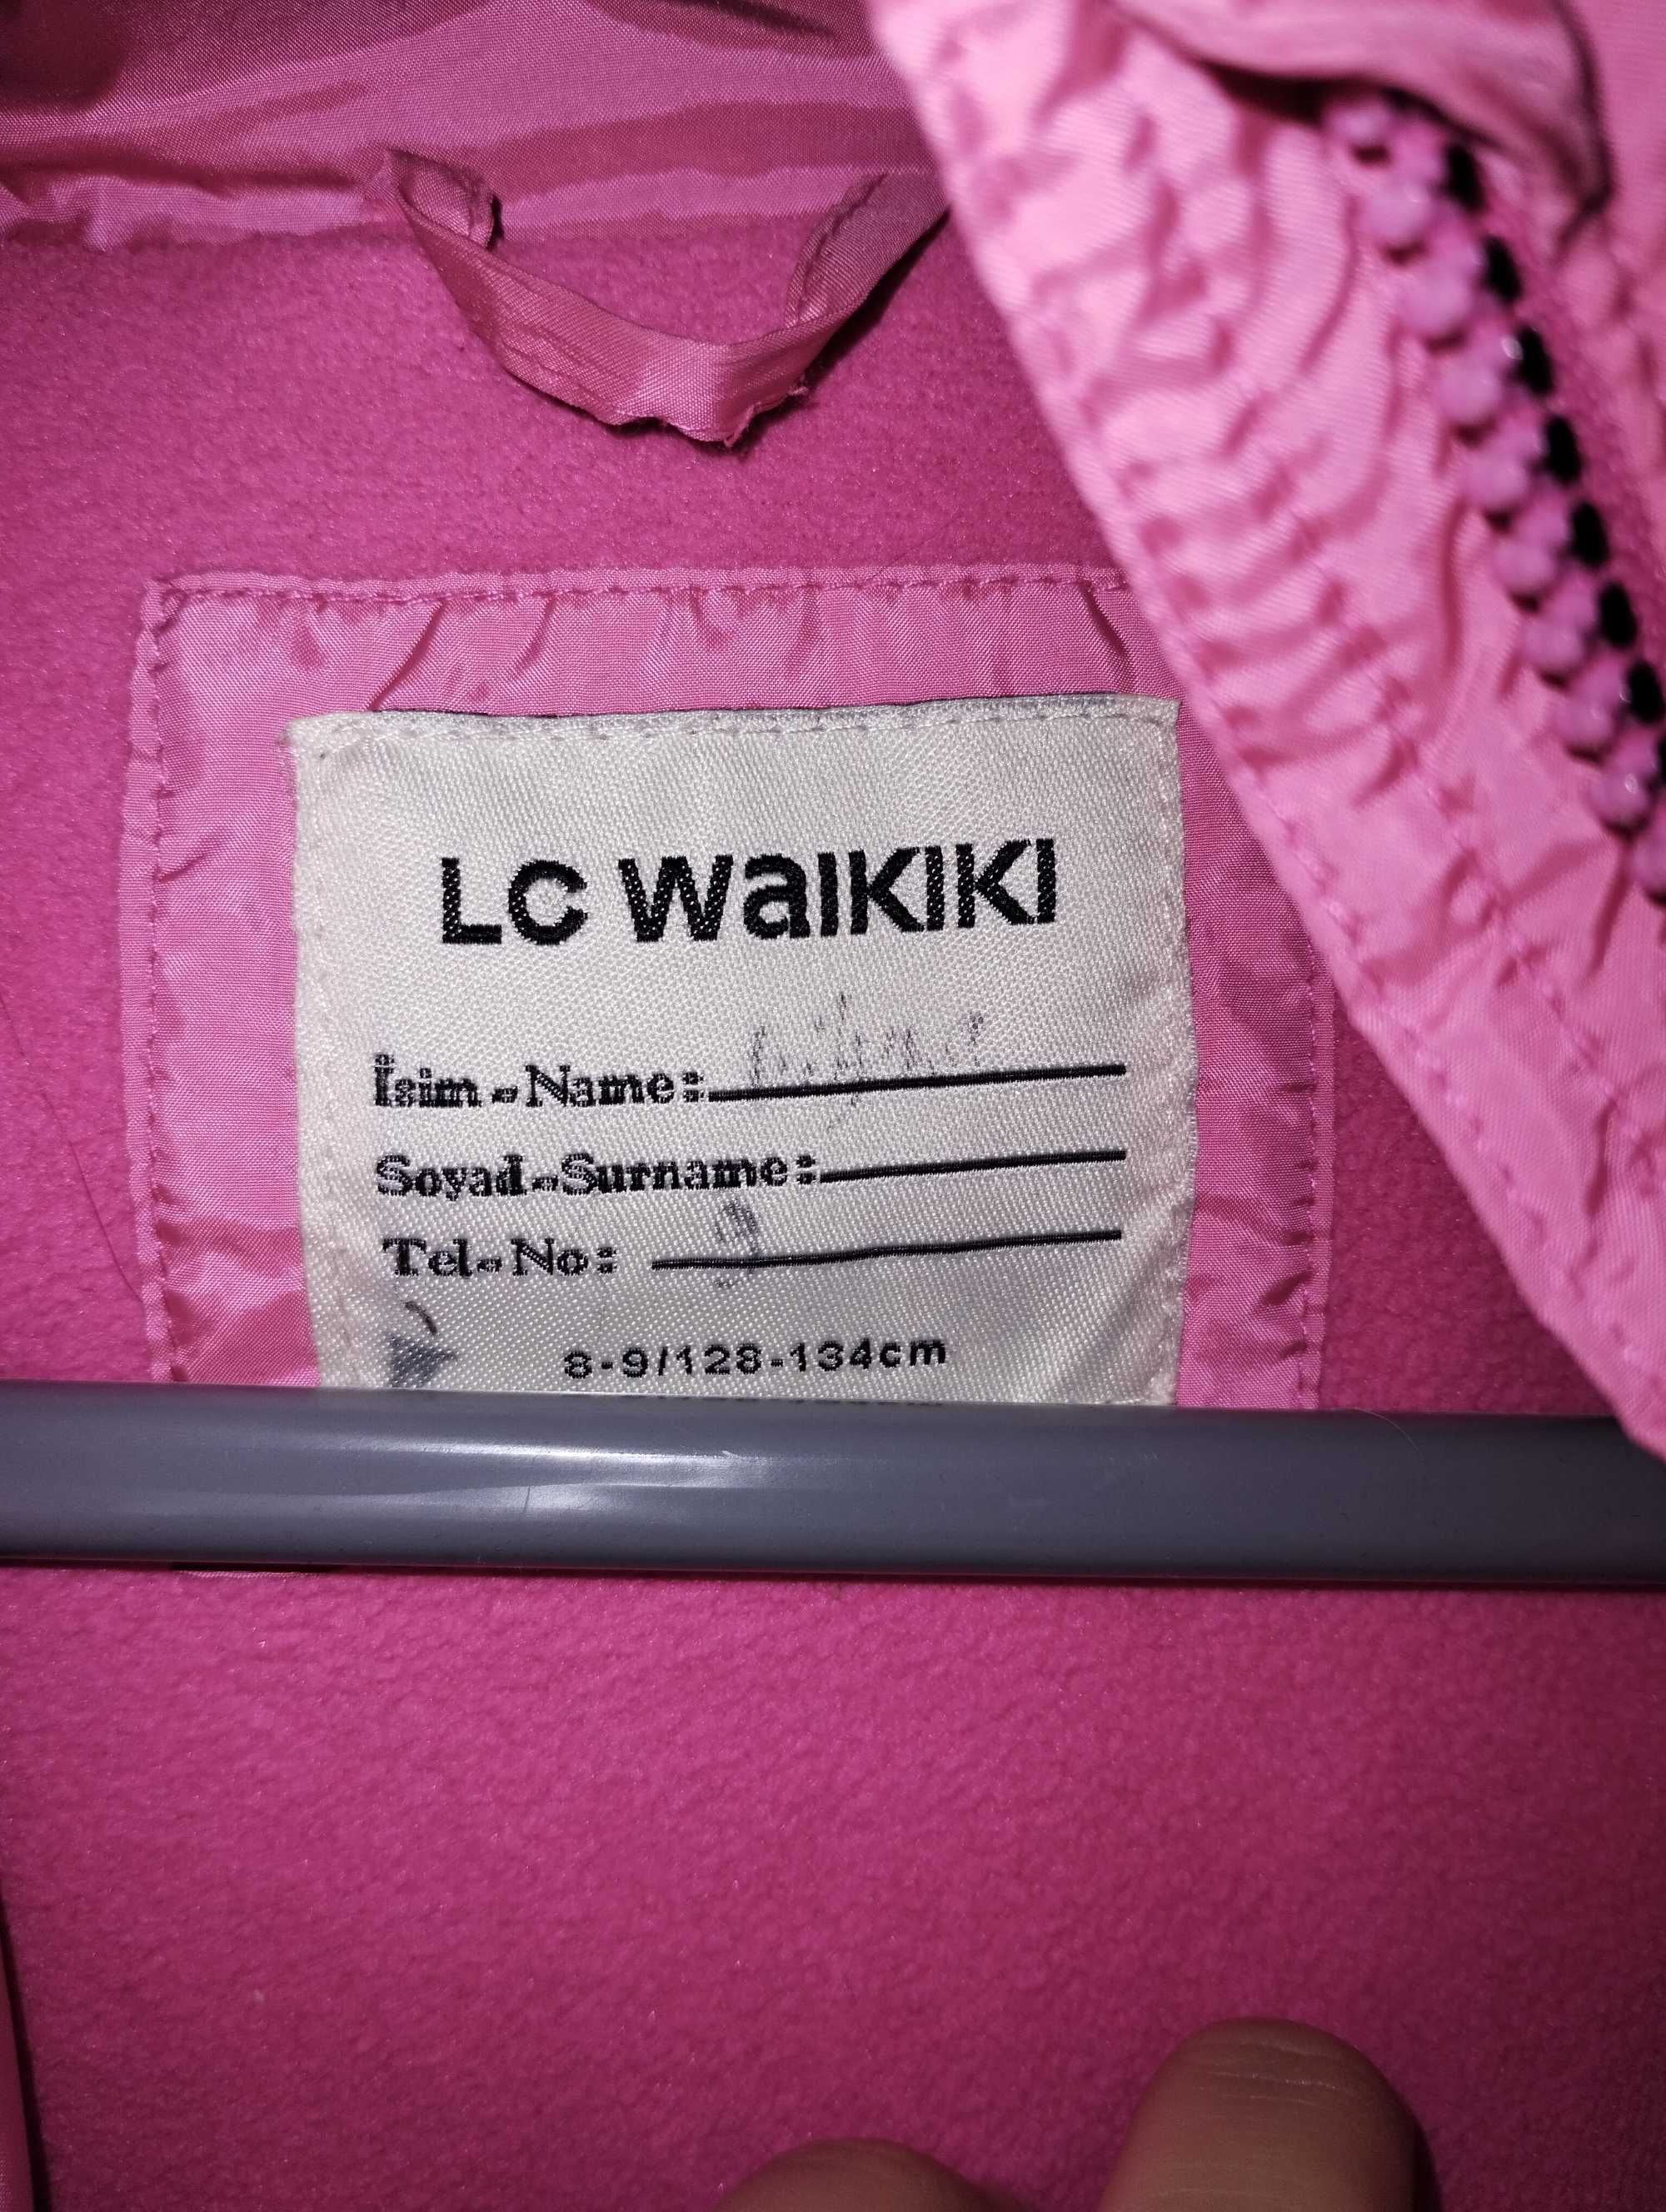 LC WAIKIKI
İsim - Name:
Soyad - Surname:
Tel - No:
8-9/128-134cm